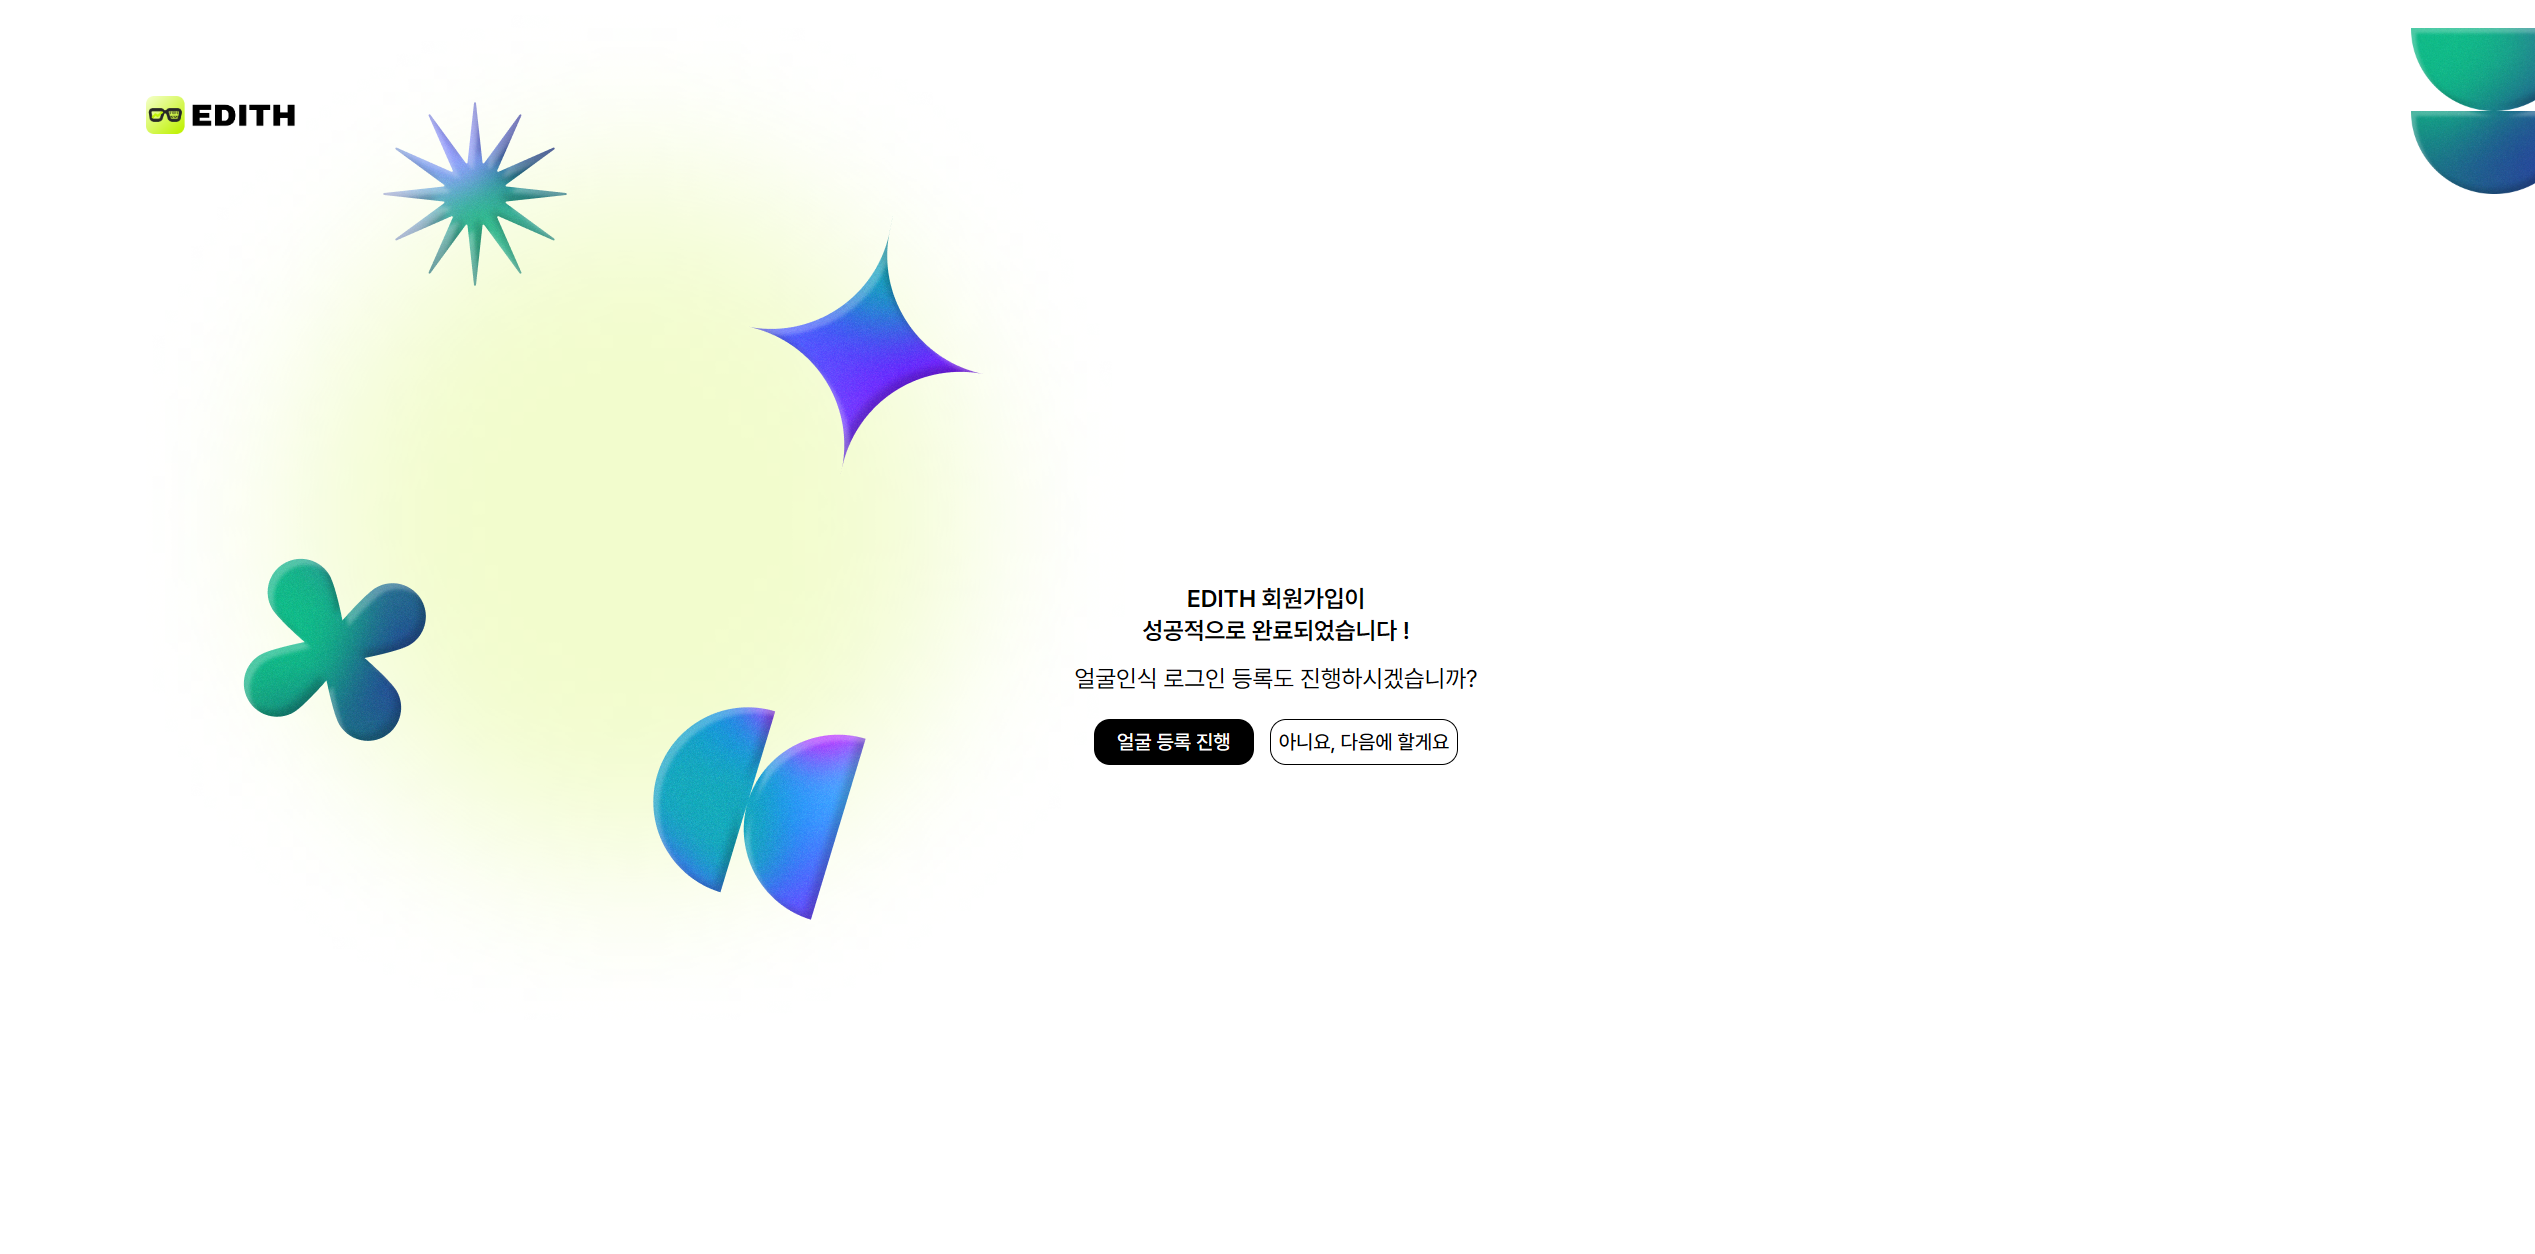 EDITH
EDITH 회원가입이
성공적으로 완료되었습니다 !
얼굴인식 로그인 등록도 진행하시겠습니까?
얼굴 등록 진행
아니요, 다음에 할게요